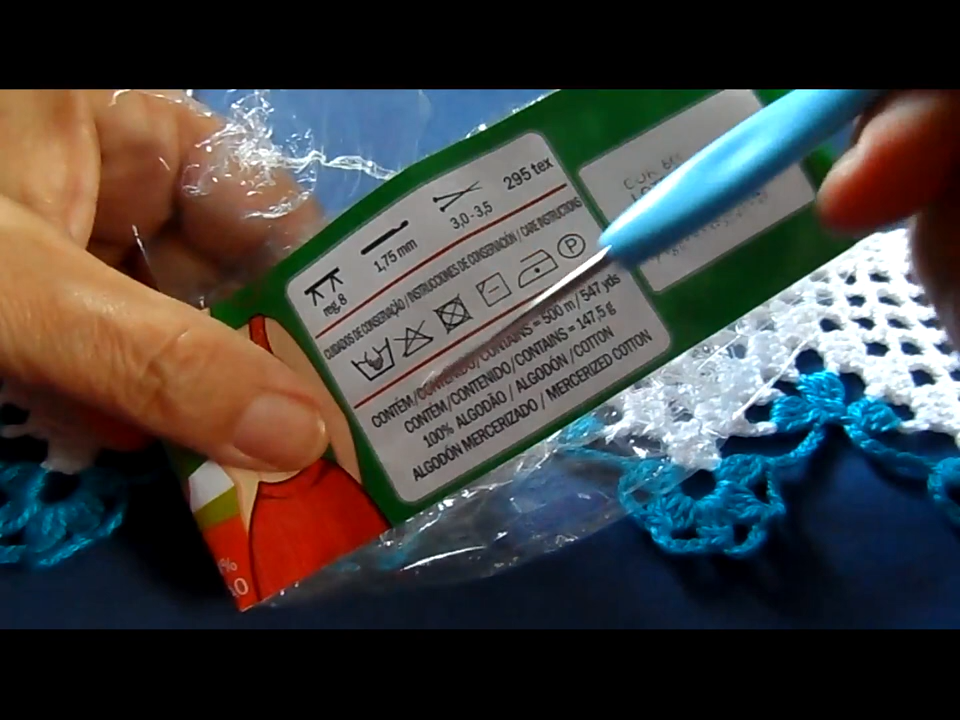 295 tex
3,0-3,5
1,75 mm
reg.8
CUIDADOS DE CONSERVAÇÃO / INSTRUCCIONES DE CONSERVACIÓN / CARE INSTRUCTIONS
P
CONTÉM/CONTENIDO/CONTAINS = 500 m/547 yds
CONTÉM/CONTENIDO/CONTAINS = 147,5 g
100% ALGODÃO / ALGODÓN / COTTON
ALGODÓN MERCERIZADO / MERCERIZED COTTON
COR
%